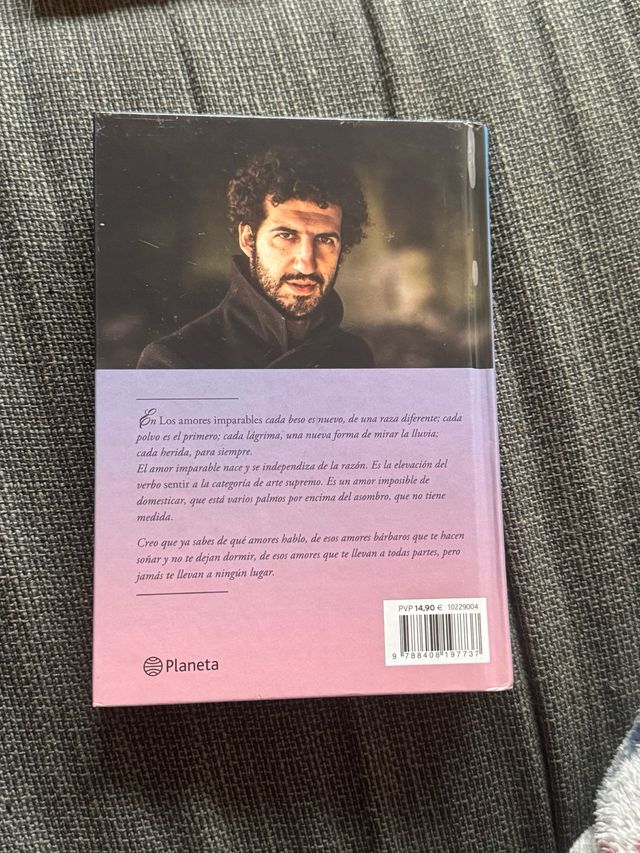 En Los amores imparables cada beso es nuevo, de una raza diferente; cada
polvo es el primero; cada lágrima, una nueva forma de mirar la lluvia;
cada herida, para siempre.
El amor imparable nace y se independiza de la razón. Es la elevación del
verbo sentir a la categoría de arte supremo. Es un amor imposible de
domesticar, que está varios palmos por encima del asombro, que no tiene
medida.
Creo que ya sabes de qué amores hablo, de esos amores bárbaros que te hacen
soñar y no te dejan dormir, de esos amores que te llevan a todas partes, pero
jamás te llevan a ningún lugar.
PVP 14,90 € 10229004
9 788408 197737
Planeta